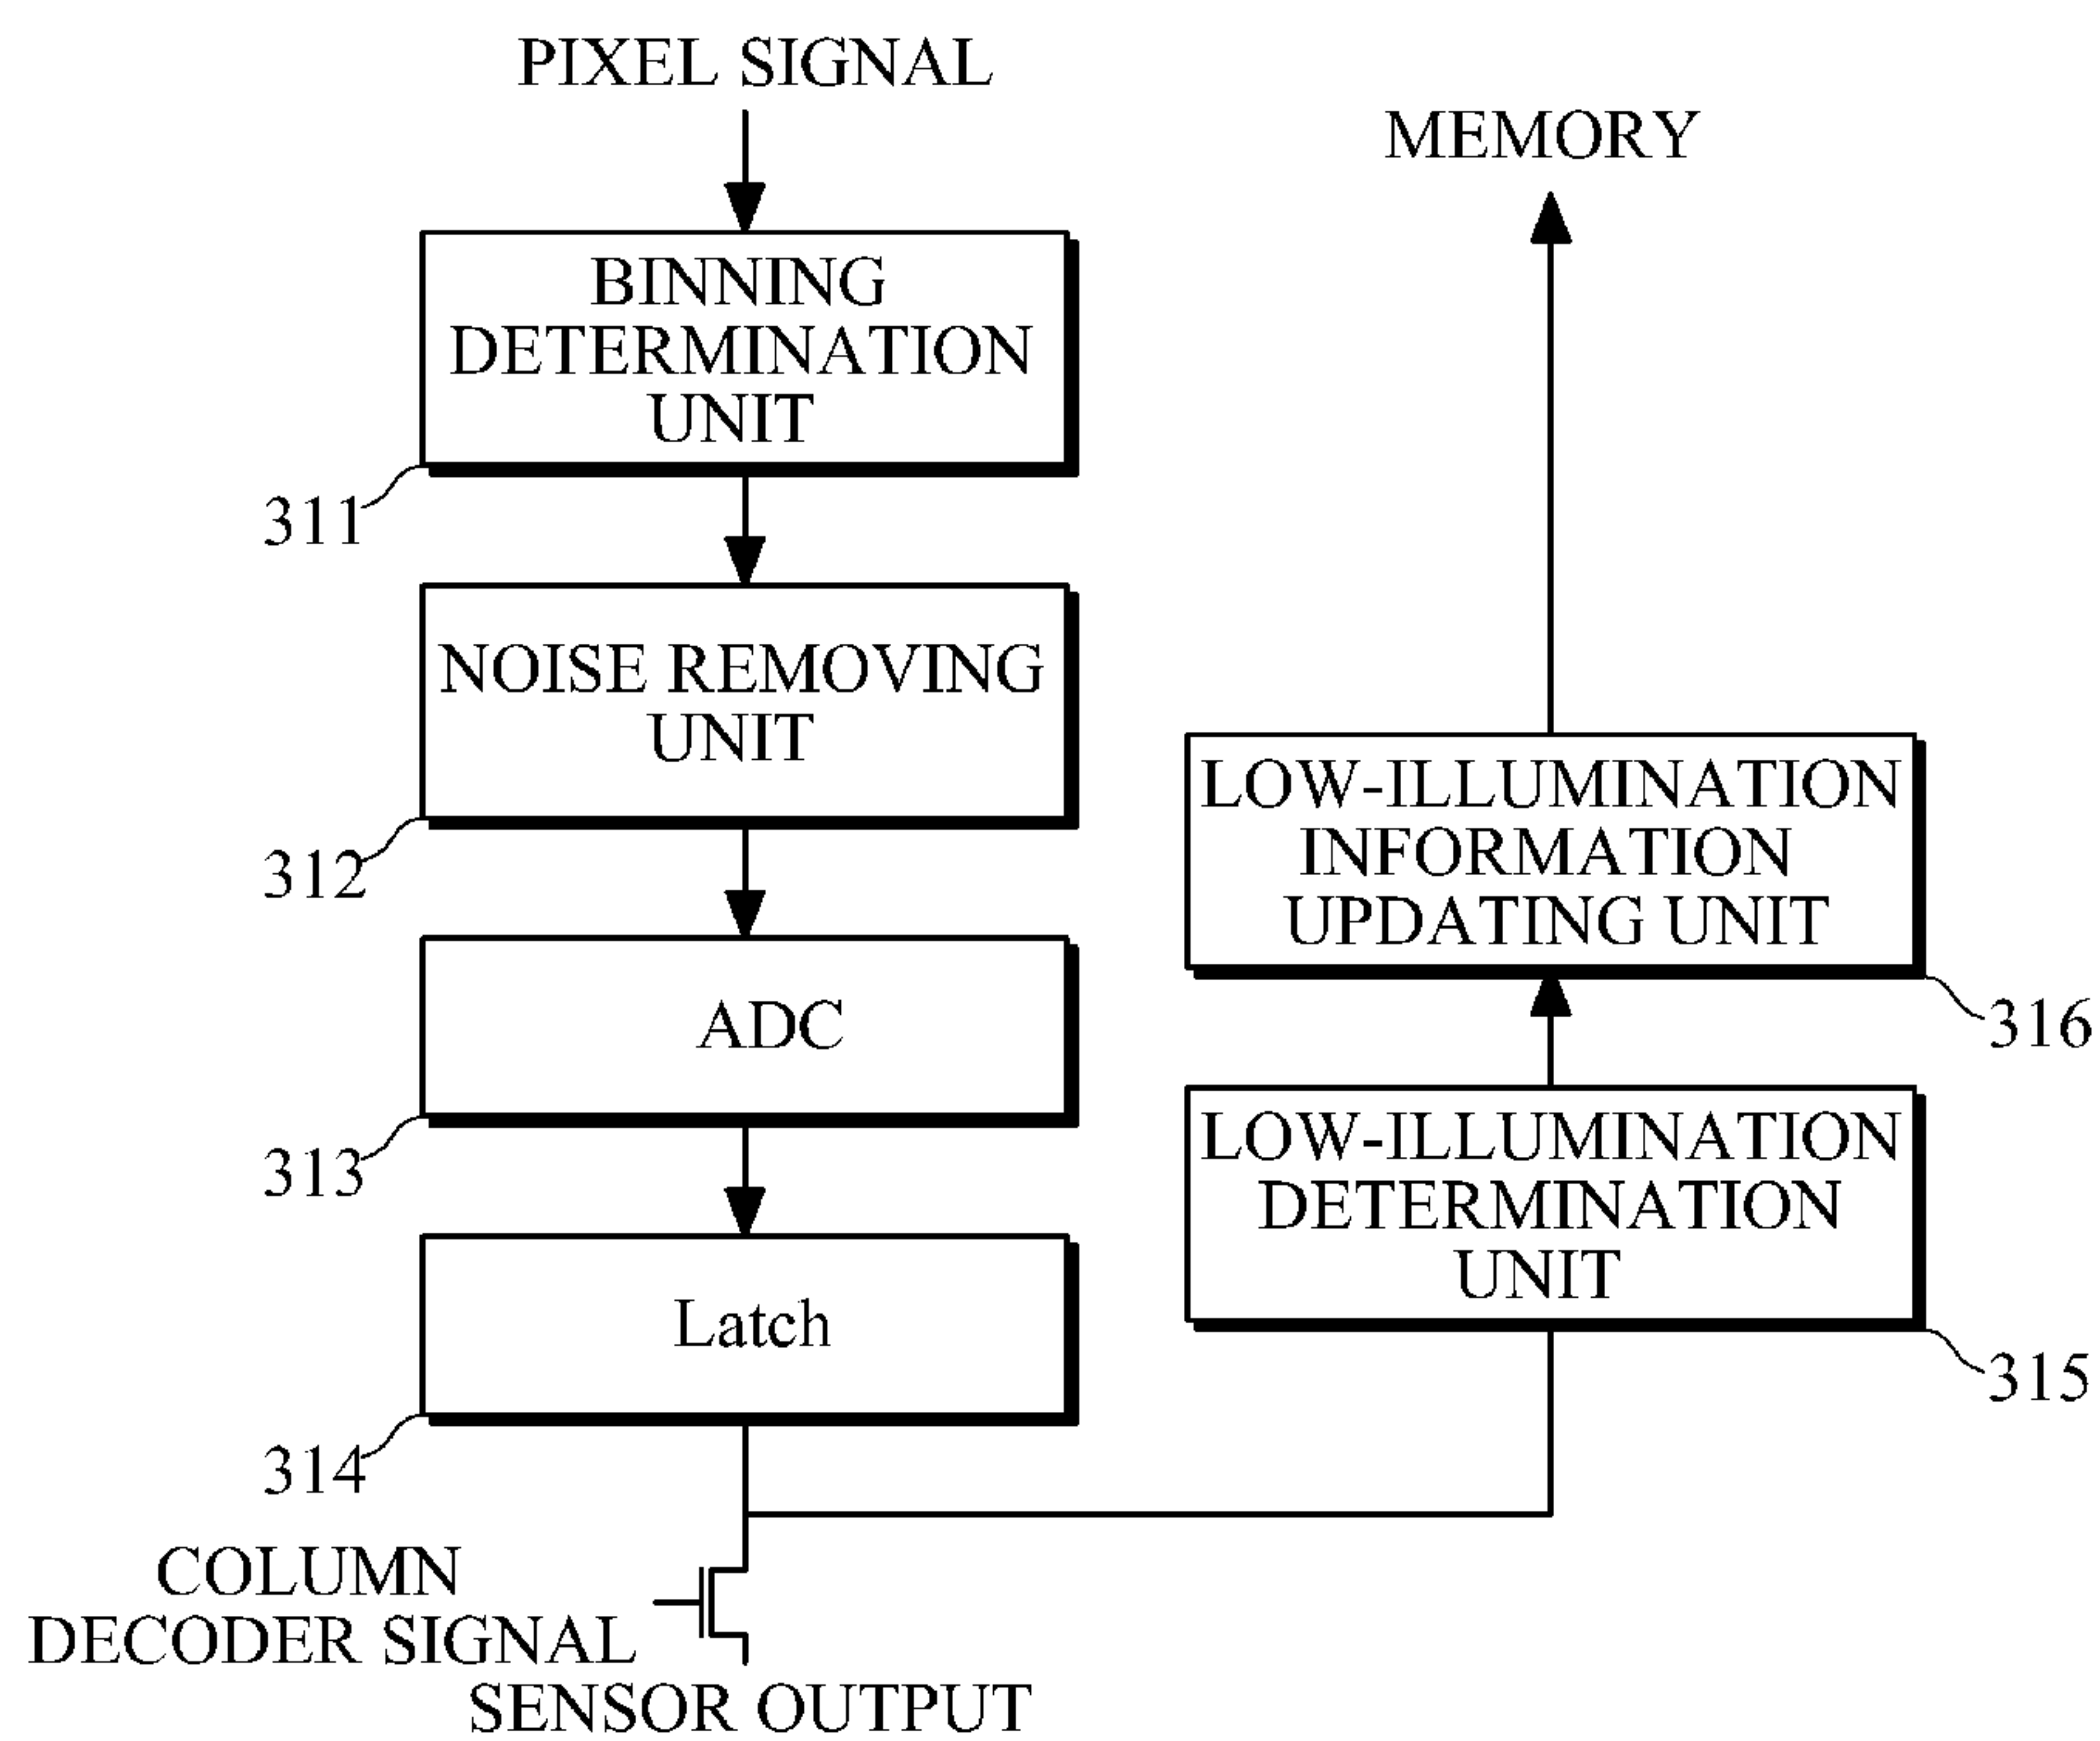 PIXEL SIGNAL
BINNING
DETERMINATION
UNIT
311
NOISE REMOVING
UNIT
312
ADC
313
Latch
314
COLUMN
DECODER SIGNAL
SENSOR OUTPUT
MEMORY
LOW-ILLUMINATION
INFORMATION
UPDATING UNIT
316
LOW-ILLUMINATION
DETERMINATION
UNIT
315